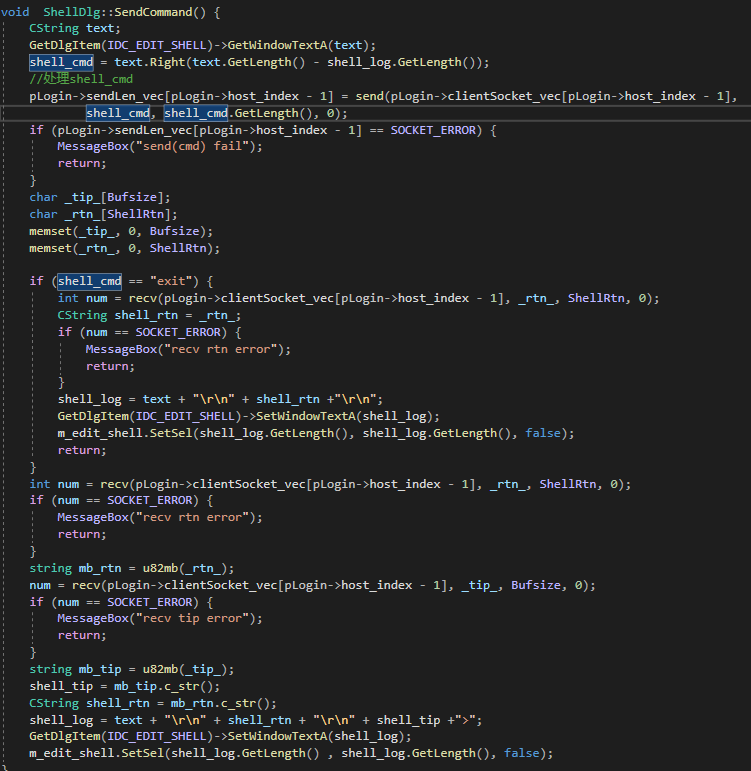 void  ShellDlg::SendCommand() {
    CString text;
    GetDlgItem(IDC_EDIT_SHELL)->GetWindowTextA(text);
    shell_cmd = text.Right(text.GetLength() - shell_log.GetLength());
    //处理shell_cmd
    pLogin->sendLen_vec[pLogin->host_index - 1] = send(pLogin->clientSocket_vec[pLogin->host_index - 1],
            shell_cmd, shell_cmd.GetLength(), 0);
    if (pLogin->sendLen_vec[pLogin->host_index - 1] == SOCKET_ERROR) {
        MessageBox("send(cmd) fail");
        return;
    }
    char _tip_[Bufsize];
    char _rtn_[ShellRtn];
    memset(_tip_, 0, Bufsize);
    memset(_rtn_, 0, ShellRtn);

    if (shell_cmd == "exit") {
        int num = recv(pLogin->clientSocket_vec[pLogin->host_index - 1], _rtn_, ShellRtn, 0);
        CString shell_rtn = _rtn_;
        if (num == SOCKET_ERROR) {
            MessageBox("recv rtn error");
            return;
        }
        shell_log = text + "\r\n" + shell_rtn +"\r\n";
        GetDlgItem(IDC_EDIT_SHELL)->SetWindowTextA(shell_log);
        m_edit_shell.SetSel(shell_log.GetLength(), shell_log.GetLength(), false);
        return;
    }
    int num = recv(pLogin->clientSocket_vec[pLogin->host_index - 1], _rtn_, ShellRtn, 0);
    if (num == SOCKET_ERROR) {
        MessageBox("recv rtn error");
        return;
    }
    string mb_rtn = u82mb(_rtn_);
    num = recv(pLogin->clientSocket_vec[pLogin->host_index - 1], _tip_, Bufsize, 0);
    if (num == SOCKET_ERROR) {
        MessageBox("recv tip error");
        return;
    }
    string mb_tip = u82mb(_tip_);
    shell_tip = mb_tip.c_str();
    CString shell_rtn = mb_rtn.c_str();
    shell_log = text + "\r\n" + shell_rtn + "\r\n" + shell_tip +">";
    GetDlgItem(IDC_EDIT_SHELL)->SetWindowTextA(shell_log);
    m_edit_shell.SetSel(shell_log.GetLength() , shell_log.GetLength(), false);
}